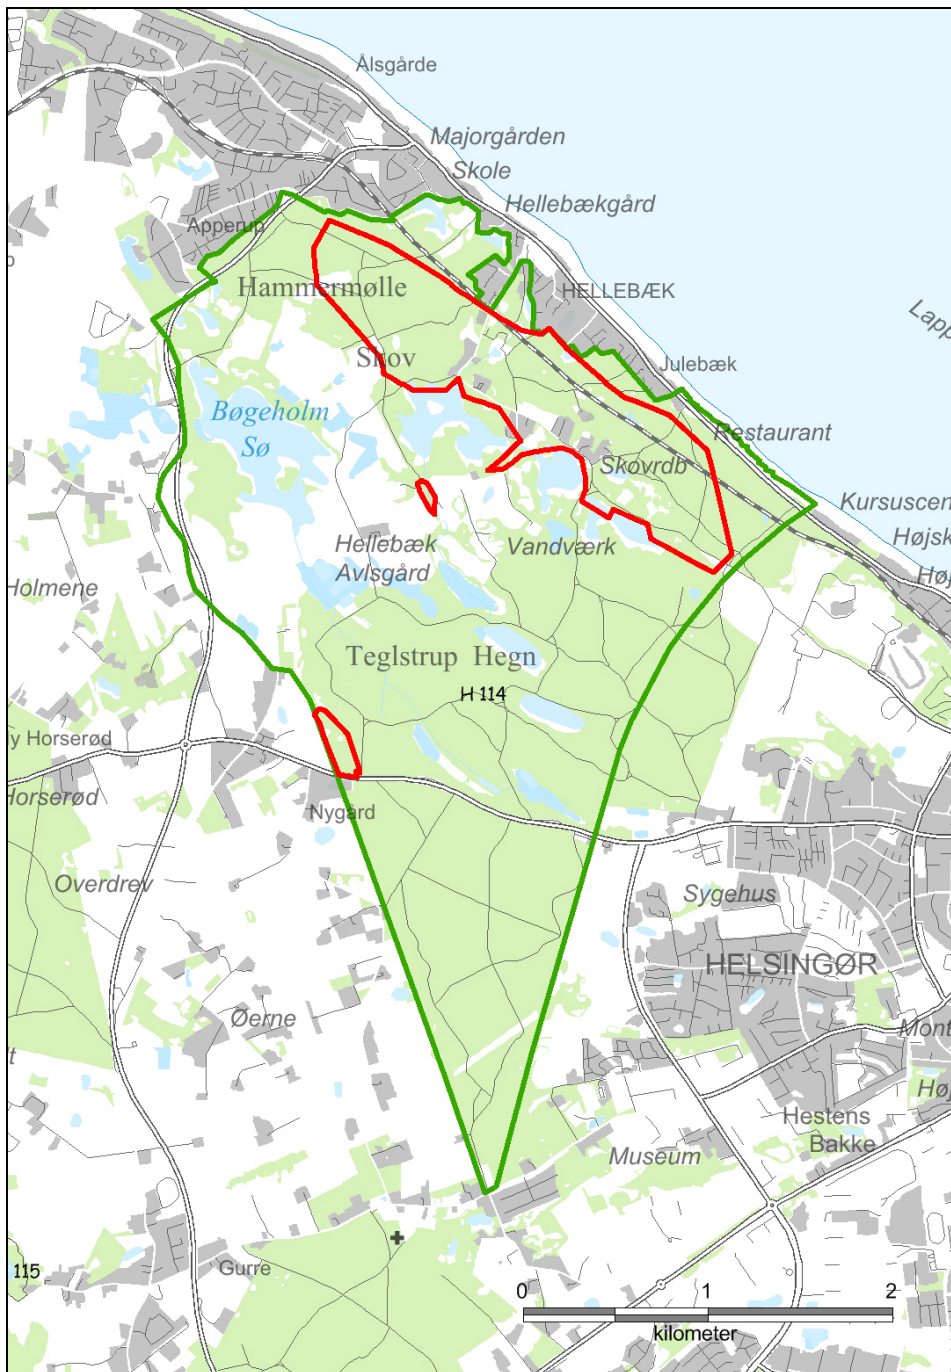 Ålsgårde
Majorgården
Skole
Hellebækgård
Apperup
Hammermølle
HELLEBÆK
Skov
Julebæk
Bøgeholm
Sø
Restaurant
Skovrdb
Kursuscen
Højsk
Hellebæk
Avlsgård
Vandværk
Høj
Holmene
Teglstrup Hegn
H 114
y Horserød
Horserød
Nygård
Overdrev
Sygehus
HELSINGØR
Øerne
Mont
Høj
Hestens
Bakke
Museum
Gurre
115
0 1 2
kilometer